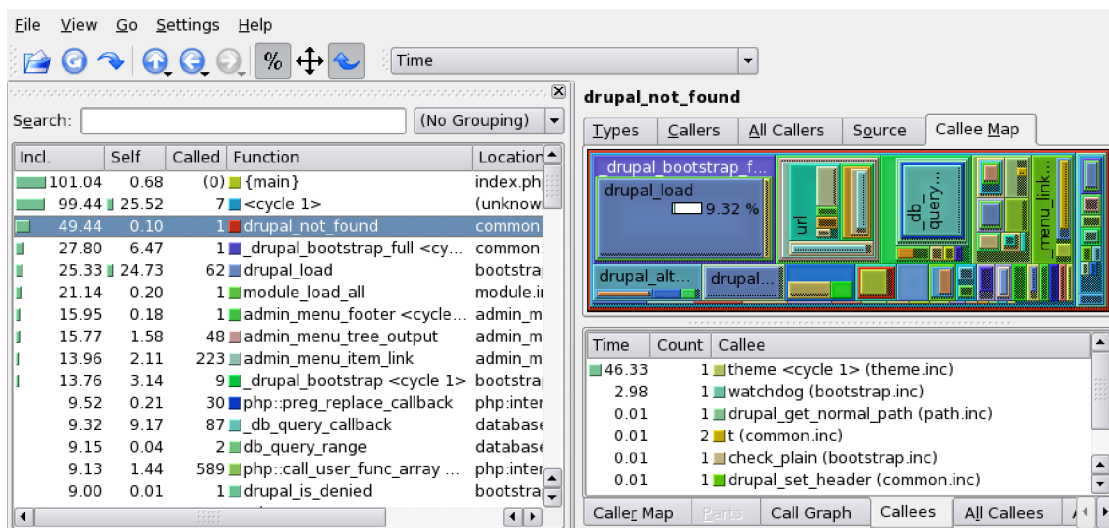 File View Go Settings Help
% Time
Search: (No Grouping)
Incl. Self Called Function Location
101.04 0.68 (0) {main} index.ph
99.44 25.52 7 <cycle 1> (unknow
49.44 0.10 1 drupal_not_found common
27.80 6.47 1 _drupal_bootstrap_full <cy... common
25.33 24.73 62 drupal_load bootstra
21.14 0.20 1 module_load_all module.i
15.95 0.18 1 admin_menu_footer <cycle... admin_m
15.77 1.58 48 admin_menu_tree_output admin_m
13.96 2.11 223 admin_menu_item_link admin_m
13.76 3.14 9 _drupal_bootstrap <cycle 1> bootstra
9.52 0.21 30 php::preg_replace_callback php:inter
9.32 9.17 87 _db_query_callback database
9.15 0.04 2 db_query_range database
9.13 1.44 589 php::call_user_func_array ... php:inter
9.00 0.01 1 drupal_is_denied bootstra
drupal_not_found
Types Callers All Callers Source Callee Map
_drupal_bootstrap_f...
drupal_load
9.32 %
url
_db_
query...
_menu_link...
drupal_alt...
drupal...
Time Count Callee
46.33 1 theme <cycle 1> (theme.inc)
2.98 1 watchdog (bootstrap.inc)
0.01 1 drupal_get_normal_path (path.inc)
0.01 2 t (common.inc)
0.01 1 check_plain (bootstrap.inc)
0.01 1 drupal_set_header (common.inc)
Caller Map Parts Call Graph Callees All Callees